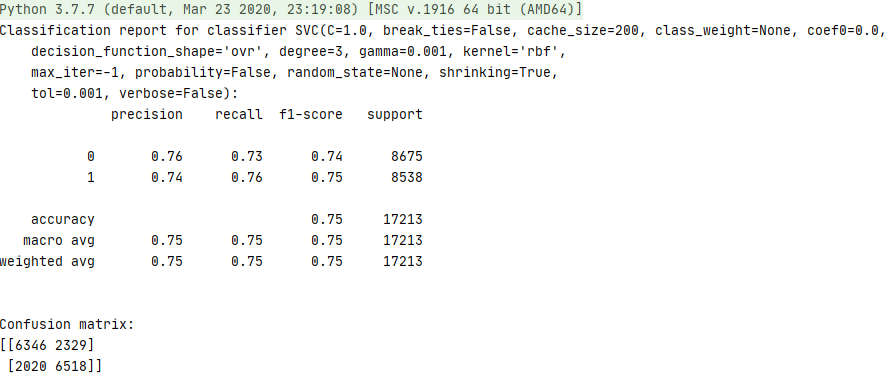 Python 3.7.7 (default, Mar 23 2020, 23:19:08) [MSC v.1916 64 bit (AMD64)]
Classification report for classifier SVC(C=1.0, break_ties=False, cache_size=200, class_weight=None, coef0=0.0,
    decision_function_shape='ovr', degree=3, gamma=0.001, kernel='rbf',
    max_iter=-1, probability=False, random_state=None, shrinking=True,
    tol=0.001, verbose=False):
              precision    recall  f1-score   support

           0       0.76      0.73      0.74      8675
           1       0.74      0.76      0.75      8538

    accuracy                           0.75     17213
   macro avg       0.75      0.75      0.75     17213
weighted avg       0.75      0.75      0.75     17213


Confusion matrix:
[[6346 2329]
 [2020 6518]]